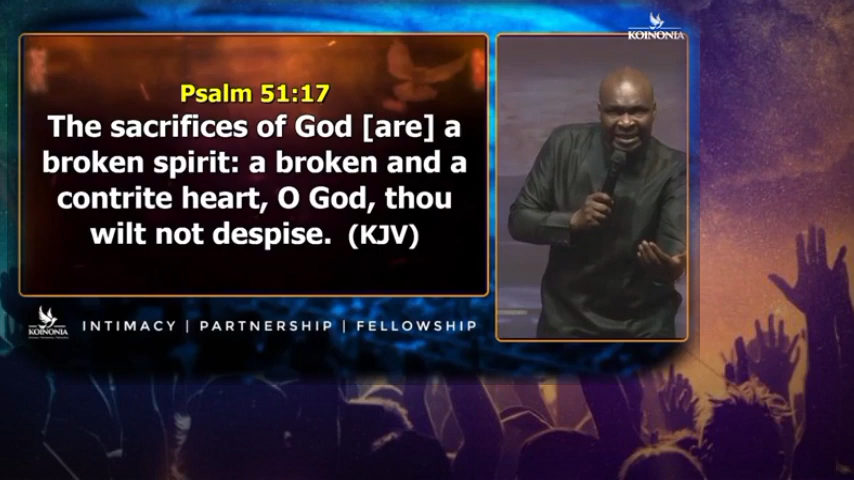 KOINONIA
Psalm 51:17
The sacrifices of God [are] a
broken spirit: a broken and a
contrite heart, O God, thou
wilt not despise. (KJV)
KOINONIA
INTIMACY | PARTNERSHIP | FELLOWSHIP